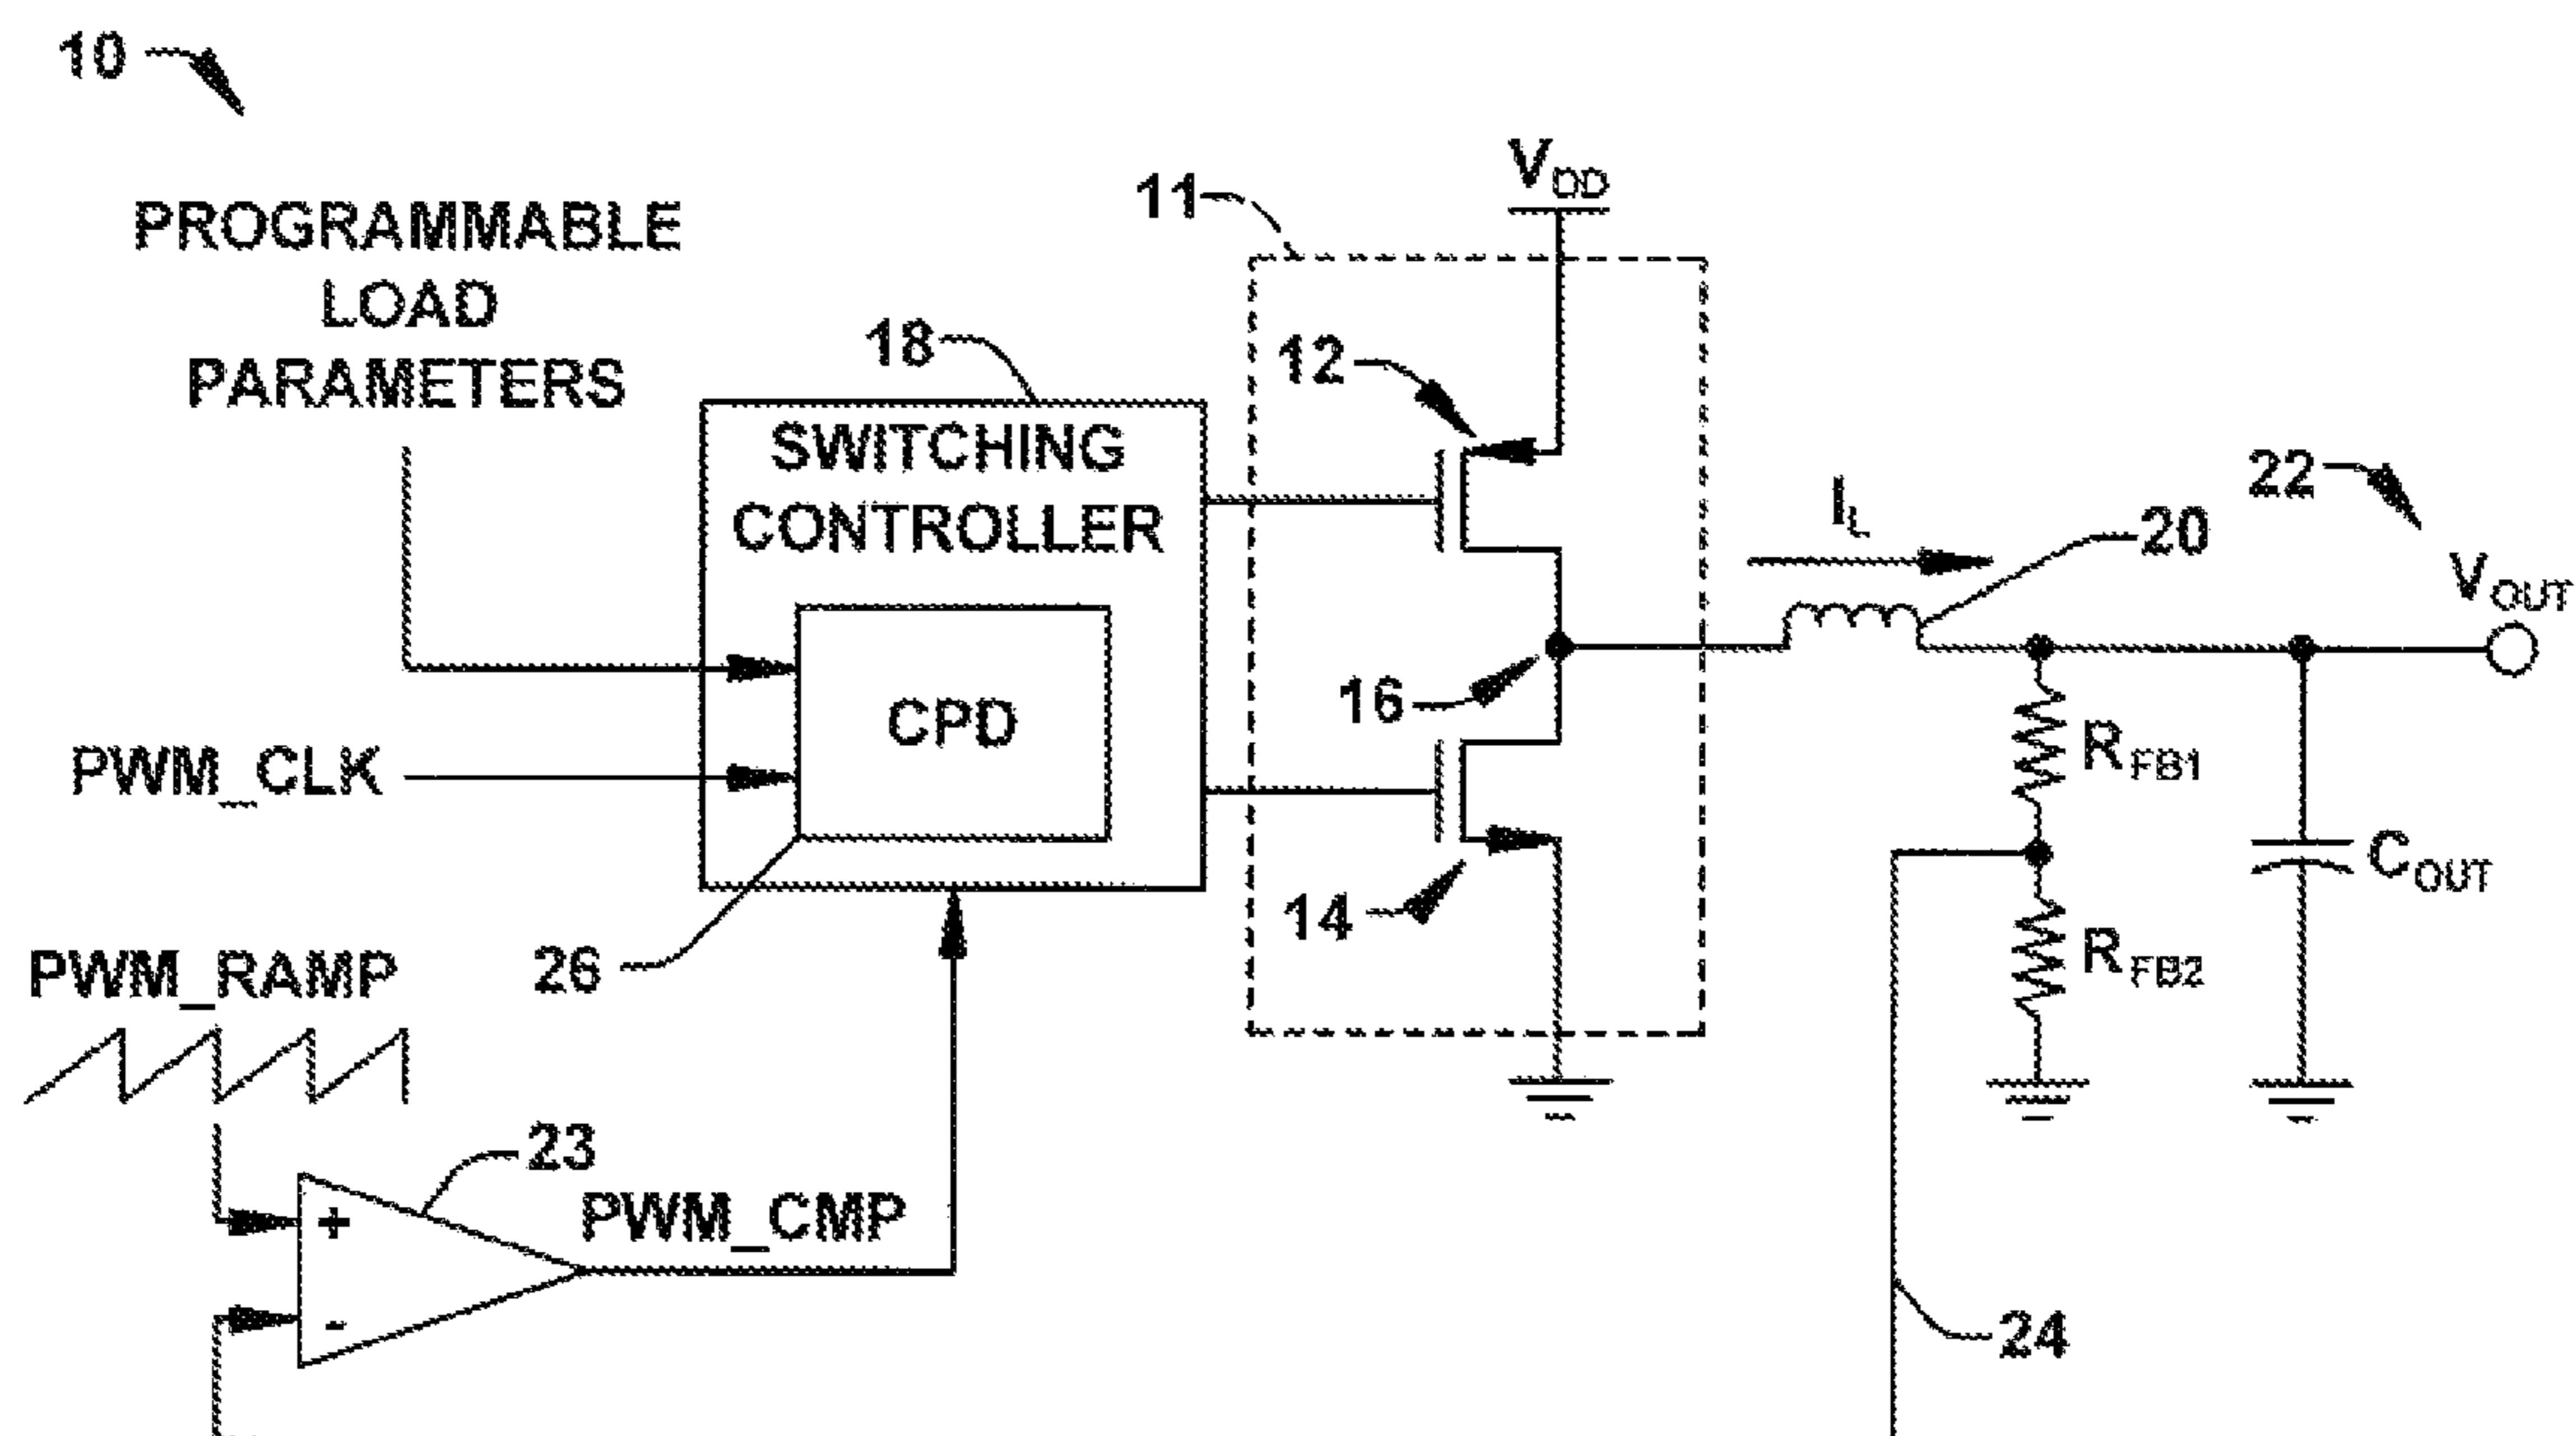 10
PROGRAMMABLE
LOAD
PARAMETERS
18
SWITCHING
CONTROLLER
CPD
PWM_CLK
26
11
VDD
12
16
14
IL
20
22
VOUT
RFB1
RFB2
COUT
PWM_RAMP
23
+
-
PWM_CMP
24